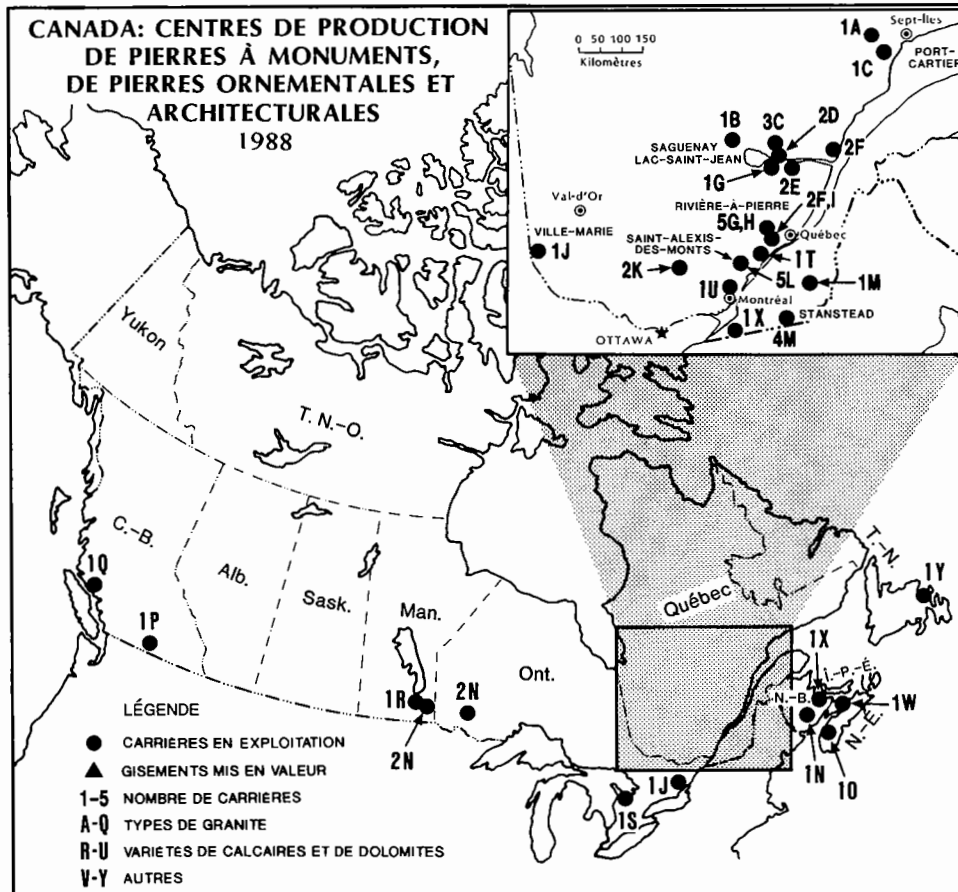 CANADA: CENTRES DE PRODUCTION
DE PIERRES À MONUMENTS,
DE PIERRES ORNEMENTALES ET
ARCHITECTURALES
1988
0 50 100 150
Kilomètres
1A
Sept-Îles
PORT-
CARTIER
1C
1B
3C
2D
2F
SAGUENAY
LAC-SAINT-JEAN
1G
2E
Val-d'Or
RIVIÈRE-À-PIERRE
2F,I
5G,H
Québec
VILLE-MARIE
1J
SAINT-ALEXIS-
DES-MONTS
1T
2K
5L
1M
1U
Montréal
STANSTEAD
OTTAWA
1X
4M
Yukon
T. N.-O.
C.-B.
Alb.
Sask.
Man.
Ont.
Québec
T.-N.
1Y
1Q
1P
1R
2N
2N
1X
Î.-P.-É.
N.-B.
1W
N.-É.
1N
1O
1J
1S
LÉGENDE
CARRIÈRES EN EXPLOITATION
GISEMENTS MIS EN VALEUR
1-5 NOMBRE DE CARRIÈRES
A-Q TYPES DE GRANITE
R-U VARIÉTÉS DE CALCAIRES ET DE DOLOMITES
V-Y AUTRES